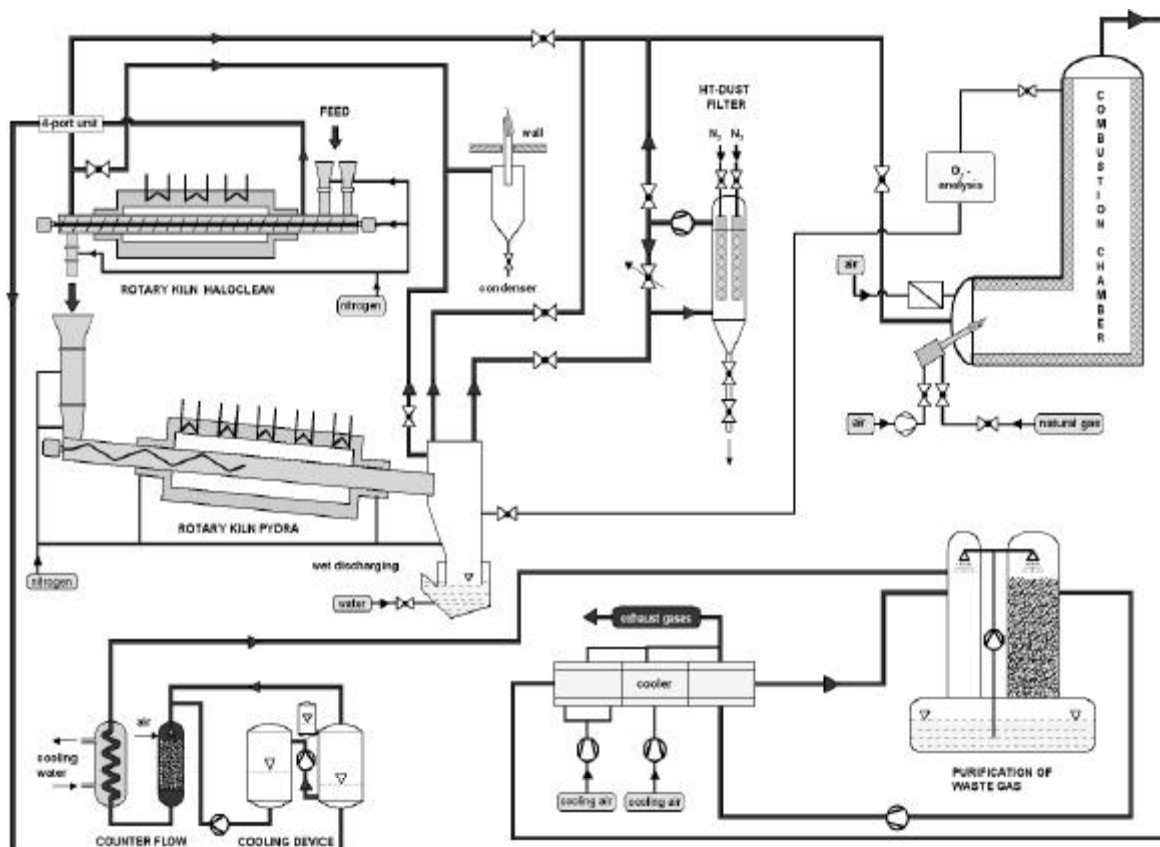 4-port unit
FEED
wall
HT-DUST
FILTER
N₂ N₂
O₂ -
analysis
COMBUSTION CHAMBER
ROTARY KILN HALOCLEAN
nitrogen
condenser
air
air
natural gas
ROTARY KILN PYDRA
wet discharging
nitrogen
water
exhaust gases
cooler
air
cooling
water
cooling air
cooling air
PURIFICATION OF
WASTE GAS
COUNTER FLOW
COOLING DEVICE